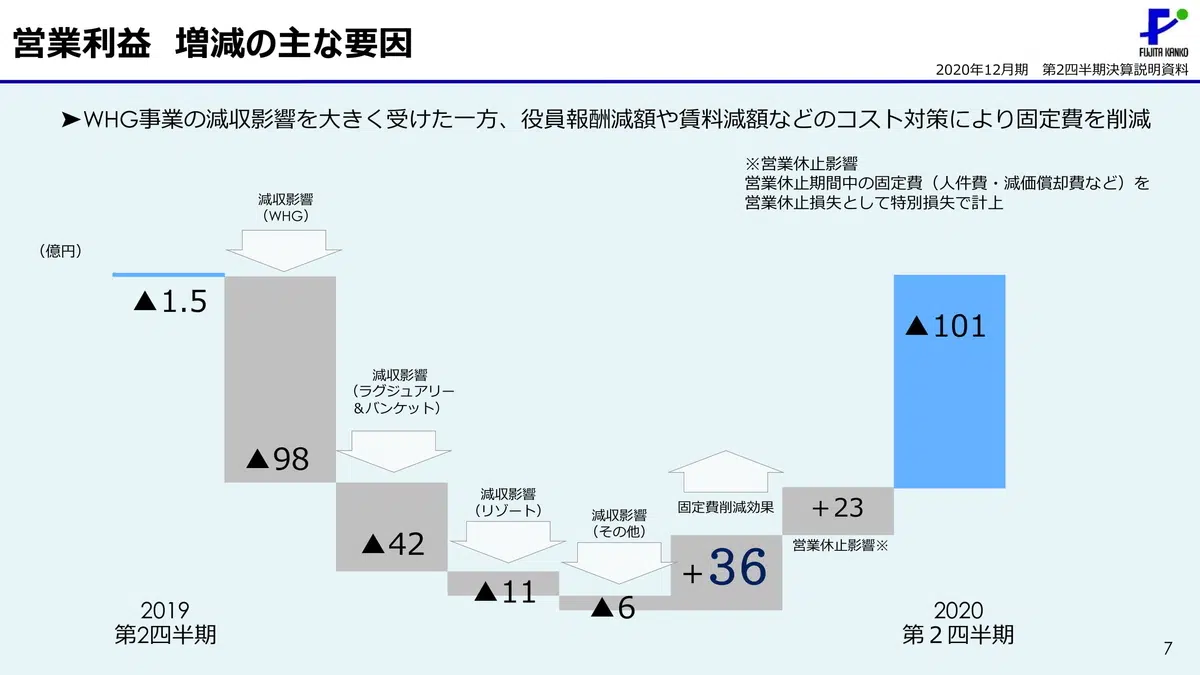 営業利益 増減の主な要因
FUJITA KANKO
2020年12月期 第2四半期決算説明資料
➤WHG事業の減収影響を大きく受けた一方、役員報酬減額や賃料減額などのコスト対策により固定費を削減
※営業休止影響
営業休止期間中の固定費（人件費・減価償却費など）を
営業休止損失として特別損失で計上
（億円）
減収影響
（WHG）
▲1.5
▲98
減収影響
（ラグジュアリー
＆バンケット）
▲42
減収影響
（リゾート）
▲11
減収影響
（その他）
▲6
固定費削減効果
＋36
＋23
営業休止影響※
▲101
2019
第2四半期
2020
第２四半期
7